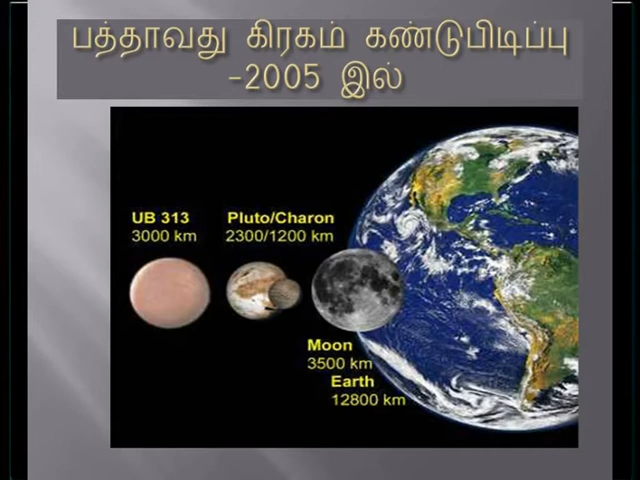 பத்தாவது கிரகம் கண்டுபிடிப்பு
-2005 இல்
UB 313
3000 km
Pluto/Charon
2300/1200 km
Moon
3500 km
Earth
12800 km